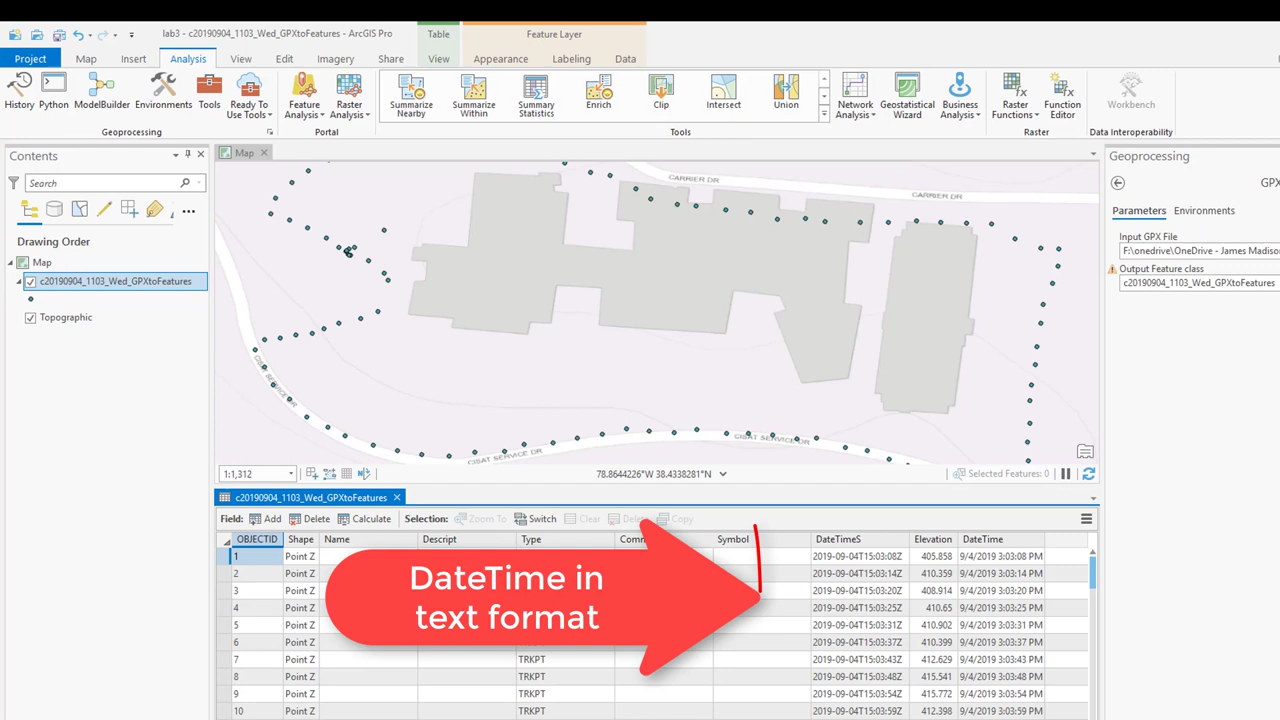 lab3 - c20190904_1103_Wed_GPXtoFeatures - ArcGIS Pro
Table
Feature Layer
Project Map Insert Analysis View Edit Imagery Share View Appearance Labeling Data
History
Python
ModelBuilder
Environments
Tools
Ready To
Use Tools
Geoprocessing
Feature
Analysis
Raster
Analysis
Portal
Summarize
Nearby
Summarize
Within
Summary
Statistics
Enrich
Clip
Intersect
Union
Tools
Network
Analysis
Geostatistical
Wizard
Business
Analysis
Raster
Functions
Function
Editor
Raster
Workbench
Data Interoperability
Contents
Search
Drawing Order
Map
c20190904_1103_Wed_GPXtoFeatures
Topographic
Map
CARRIER DR
CARRIER DR
CISAT SERVICE DR
CISAT SERVICE DR
CISAT SERVICE DR
1:1,312
78.8644226°W 38.4338281°N
Selected Features: 0
Geoprocessing
GPX
Parameters Environments
Input GPX File
F:\onedrive\OneDrive - James Madison
Output Feature class
c20190904_1103_Wed_GPXtoFeatures
c20190904_1103_Wed_GPXtoFeatures
Field: Add Delete Calculate Selection: Zoom To Switch Clear Copy
OBJECTID Shape Name Descript Type Symbol DateTimeS Elevation DateTime
1 Point Z 2019-09-04T15:03:08Z 405.858 9/4/2019 3:03:08 PM
2 Point Z 2019-09-04T15:03:14Z 410.359 9/4/2019 3:03:14 PM
3 Point Z 2019-09-04T15:03:20Z 408.914 9/4/2019 3:03:20 PM
4 Point Z 2019-09-04T15:03:25Z 410.65 9/4/2019 3:03:25 PM
5 Point Z 2019-09-04T15:03:31Z 410.902 9/4/2019 3:03:31 PM
6 Point Z 2019-09-04T15:03:37Z 410.399 9/4/2019 3:03:37 PM
7 Point Z TRKPT 2019-09-04T15:03:43Z 412.629 9/4/2019 3:03:43 PM
8 Point Z TRKPT 2019-09-04T15:03:48Z 415.541 9/4/2019 3:03:48 PM
9 Point Z TRKPT 2019-09-04T15:03:54Z 415.772 9/4/2019 3:03:54 PM
10 Point Z TRKPT 2019-09-04T15:03:59Z 412.398 9/4/2019 3:03:59 PM
DateTime in
text format